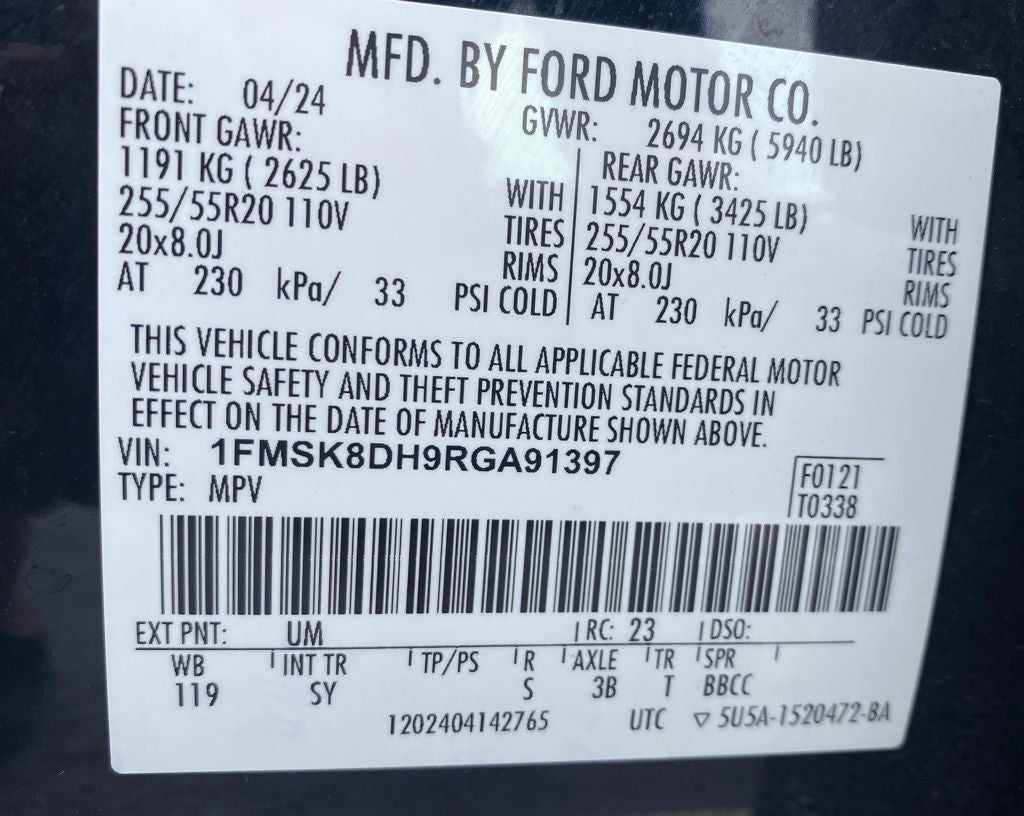 MFD. BY FORD MOTOR CO.
DATE: 04/24
GVWR: 2694 KG ( 5940 LB)
FRONT GAWR:
1191 KG ( 2625 LB) WITH
255/55R20 110V TIRES
20x8.0J RIMS
AT 230 kPa/ 33 PSI COLD
REAR GAWR:
1554 KG ( 3425 LB) WITH
255/55R20 110V TIRES
20x8.0J RIMS
AT 230 kPa/ 33 PSI COLD
THIS VEHICLE CONFORMS TO ALL APPLICABLE FEDERAL MOTOR
VEHICLE SAFETY AND THEFT PREVENTION STANDARDS IN
EFFECT ON THE DATE OF MANUFACTURE SHOWN ABOVE.
VIN: 1FMSK8DH9RGA91397
TYPE: MPV
F0121
T0338
EXT PNT: UM RC: 23 DSO:
WB INT TR TP/PS R AXLE TR SPR
119 SY S 3B T BBCC
1202404142765 UTC ▽ 5U5A-1520472-BA